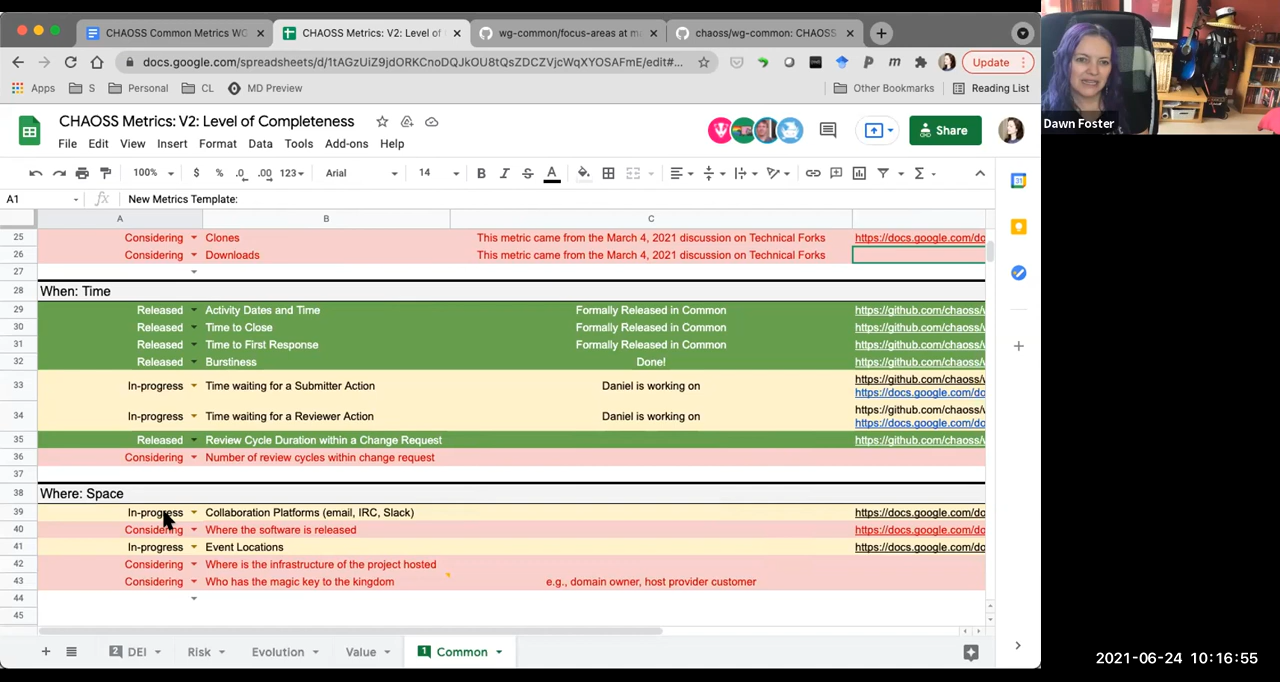 CHAOSS Common Metrics WG
CHAOSS Metrics: V2: Level of
wg-common/focus-areas at m
chaoss/wg-common: CHAOSS
docs.google.com/spreadsheets/d/1tAGzUiZ9jdORKCnoDQJkOU8tQsZDCZVjcWqXYOSAFmE/edit#...
Update
Apps
S
Personal
CL
MD Preview
Other Bookmarks
Reading List
Dawn Foster
CHAOSS Metrics: V2: Level of Completeness
File Edit View Insert Format Data Tools Add-ons Help
Share
100% $ % .0 .00 123 Arial 14 B I S A
A1
fx
New Metrics Template:
A B C
25 Considering Clones This metric came from the March 4, 2021 discussion on Technical Forks https://docs.google.com/do
26 Considering Downloads This metric came from the March 4, 2021 discussion on Technical Forks
27
28 When: Time
29 Released Activity Dates and Time Formally Released in Common https://github.com/chaoss/
30 Released Time to Close Formally Released in Common https://github.com/chaoss/
31 Released Time to First Response Formally Released in Common https://github.com/chaoss/
32 Released Burstiness Done! https://github.com/chaoss/
33 In-progress Time waiting for a Submitter Action Daniel is working on https://github.com/chaoss/
https://docs.google.com/do
34 In-progress Time waiting for a Reviewer Action Daniel is working on https://github.com/chaoss/
https://docs.google.com/do
35 Released Review Cycle Duration within a Change Request https://github.com/chaoss/
36 Considering Number of review cycles within change request
37
38 Where: Space
39 In-progress Collaboration Platforms (email, IRC, Slack) https://docs.google.com/do
40 Considering Where the software is released https://docs.google.com/do
41 In-progress Event Locations https://docs.google.com/do
42 Considering Where is the infrastructure of the project hosted
43 Considering Who has the magic key to the kingdom e.g., domain owner, host provider customer
44
45
2 DEI Risk Evolution Value 1 Common
2021-06-24 10:16:55